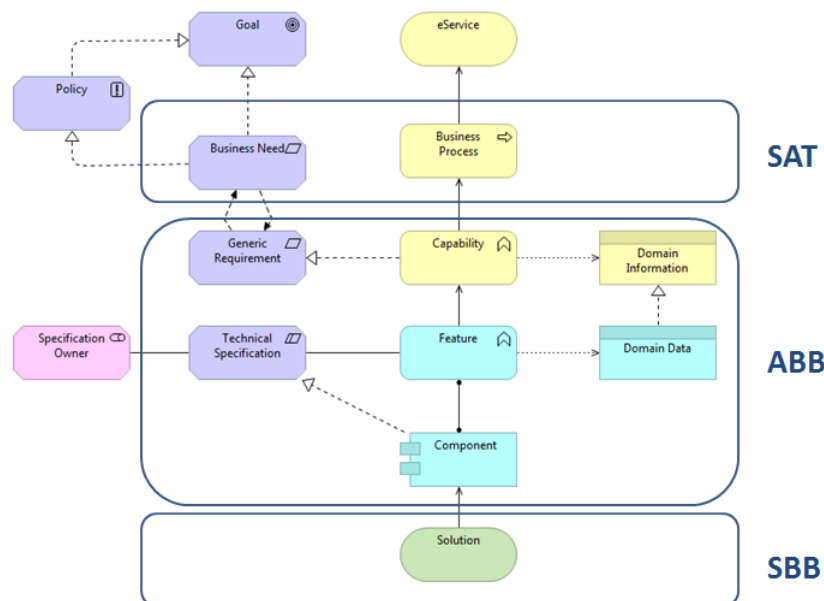 Goal
eService
Policy
Business Need
Business
Process
SAT
Generic
Requirement
Capability
Domain
Information
Specification
Owner
Technical
Specification
Feature
Domain Data
ABB
Component
Solution
SBB